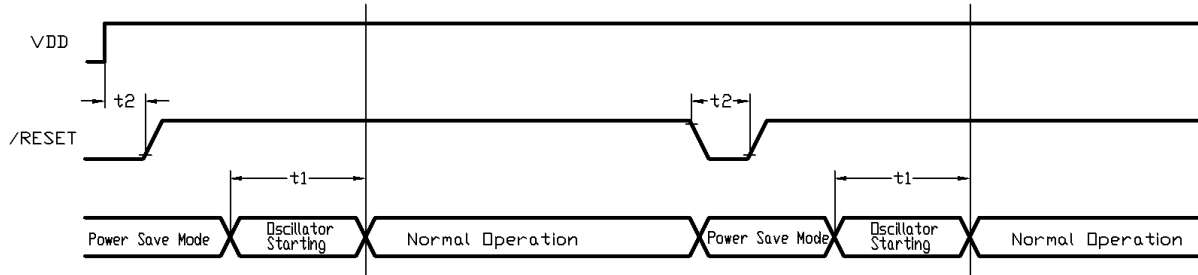 VDD
t2
t2
/RESET
t1
t1
Power Save Mode
Oscillator
Starting
Normal Operation
Power Save Mode
Oscillator
Starting
Normal Operation